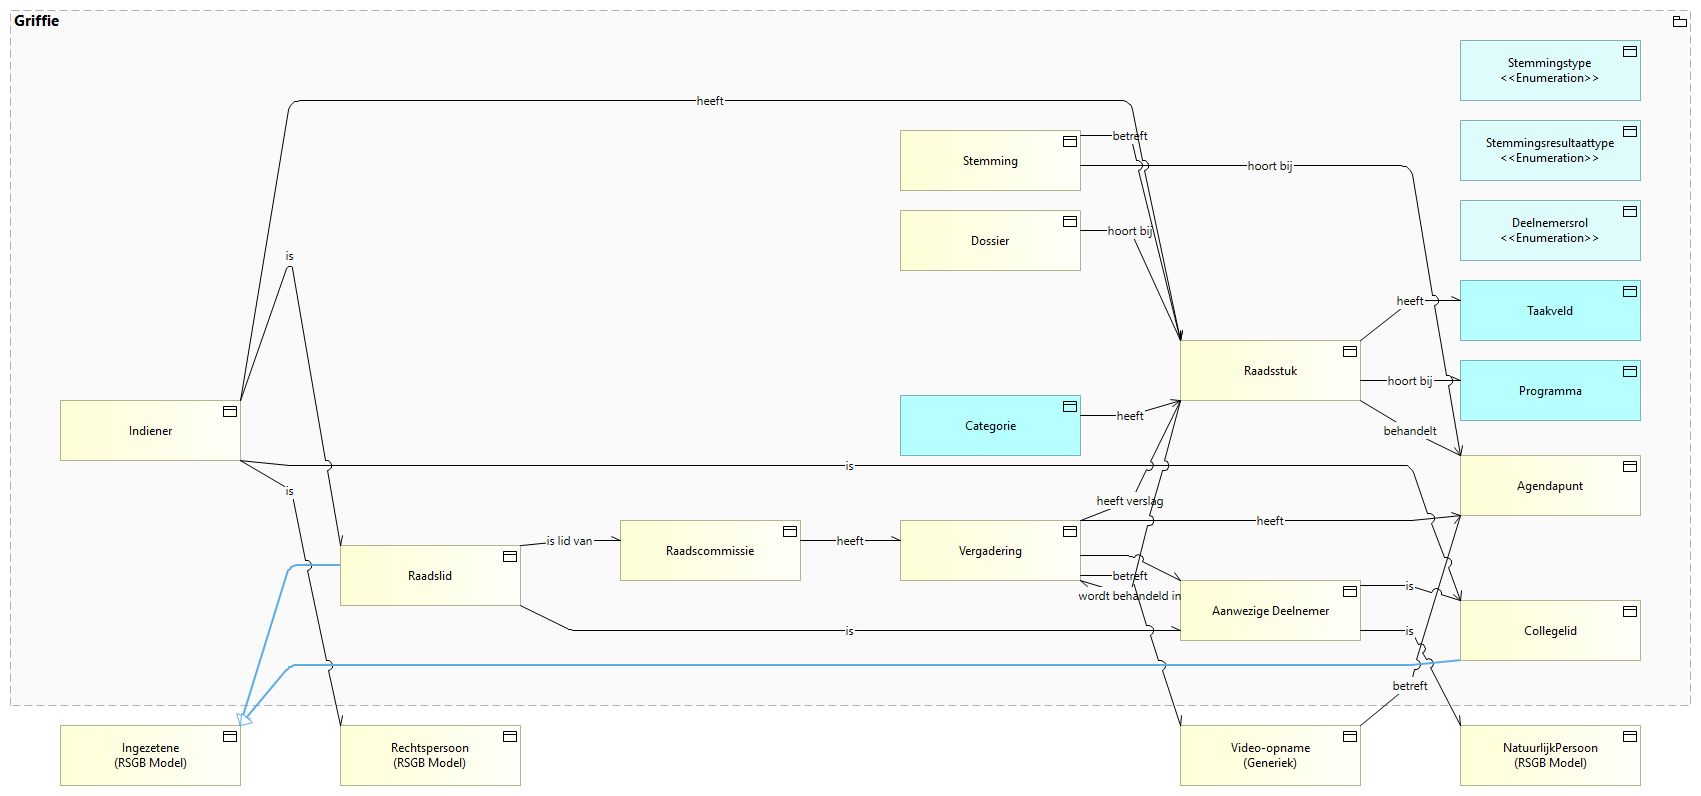 Griffie
Stemmingstype
<<Enumeration>>
heeft
betreft
Stemming
hoort bij
Stemmingsresultaattype
<<Enumeration>>
Dossier
hoort bij
Deelnemersrol
<<Enumeration>>
is
heeft
Taakveld
Raadsstuk
hoort bij
Programma
Categorie
heeft
Indiener
behandelt
is
Agendapunt
is
heeft verslag
heeft
is lid van
Raadscommissie
heeft
Vergadering
Raadslid
betreft
wordt behandeld in
is
Aanwezige Deelnemer
is
is
Collegelid
betreft
Ingezetene
(RSGB Model)
Rechtspersoon
(RSGB Model)
Video-opname
(Generiek)
NatuurlijkPersoon
(RSGB Model)